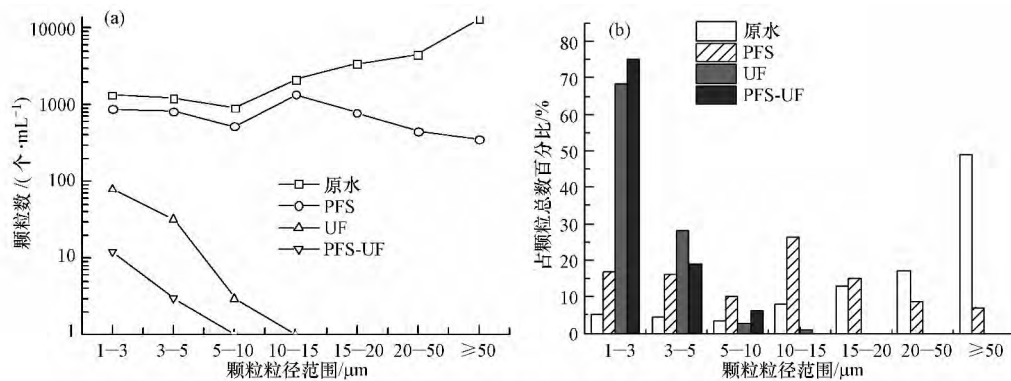 (a)
10000
1000
100
10
1
颗粒数/(个·mL⁻¹)
原水
PFS
UF
PFS-UF
1—3 3—5 5—10 10—15 15—20 20—50 ≥50
颗粒粒径范围/μm
(b)
原水
PFS
UF
PFS-UF
80
70
60
50
40
30
20
10
0
占颗粒总数百分比/%
1—3 3—5 5—10 10—15 15—20 20—50 ≥50
颗粒粒径范围/μm